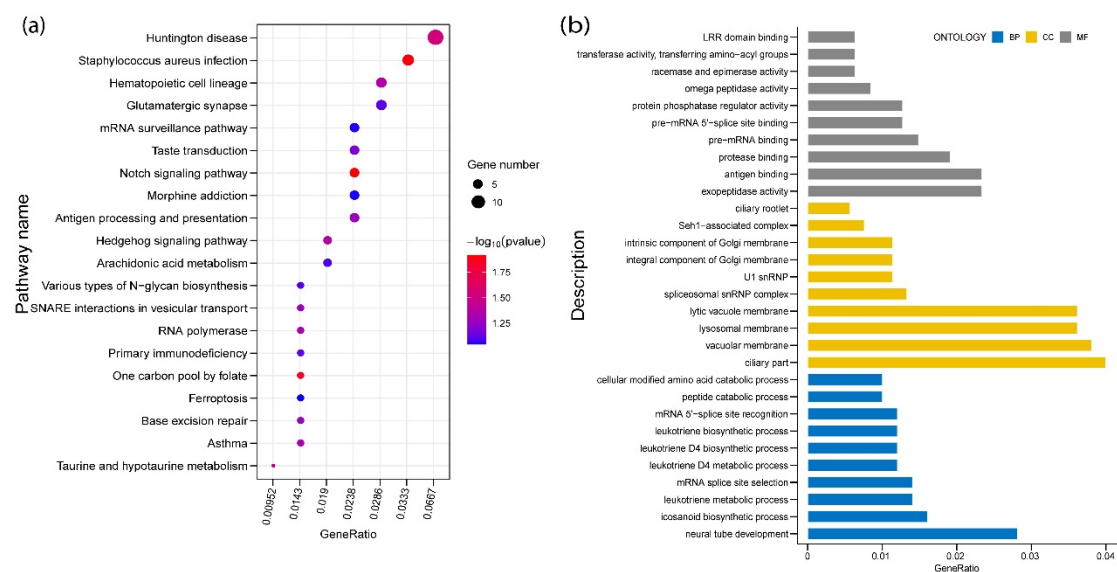 (a)
Pathway name
Huntington disease
Staphylococcus aureus infection
Hematopoietic cell lineage
Glutamatergic synapse
mRNA surveillance pathway
Taste transduction
Notch signaling pathway
Morphine addiction
Antigen processing and presentation
Hedgehog signaling pathway
Arachidonic acid metabolism
Various types of N-glycan biosynthesis
SNARE interactions in vesicular transport
RNA polymerase
Primary immunodeficiency
One carbon pool by folate
Ferroptosis
Base excision repair
Asthma
Taurine and hypotaurine metabolism
0.00952
0.0143
0.019
0.0238
0.0286
0.0333
0.0667
GeneRatio
Gene number
5
10
−log₁₀(pvalue)
1.75
1.50
1.25
(b)
Description
ONTOLOGY BP CC MF
LRR domain binding
transferase activity, transferring amino-acyl groups
racemase and epimerase activity
omega peptidase activity
protein phosphatase regulator activity
pre-mRNA 5'-splice site binding
pre-mRNA binding
protease binding
antigen binding
exopeptidase activity
ciliary rootlet
Seh1-associated complex
intrinsic component of Golgi membrane
integral component of Golgi membrane
U1 snRNP
spliceosomal snRNP complex
lytic vacuole membrane
lysosomal membrane
vacuolar membrane
ciliary part
cellular modified amino acid catabolic process
peptide catabolic process
mRNA 5'-splice site recognition
leukotriene biosynthetic process
leukotriene D4 biosynthetic process
leukotriene D4 metabolic process
mRNA splice site selection
leukotriene metabolic process
icosanoid biosynthetic process
neural tube development
0 0.01 0.02 0.03 0.04
GeneRatio